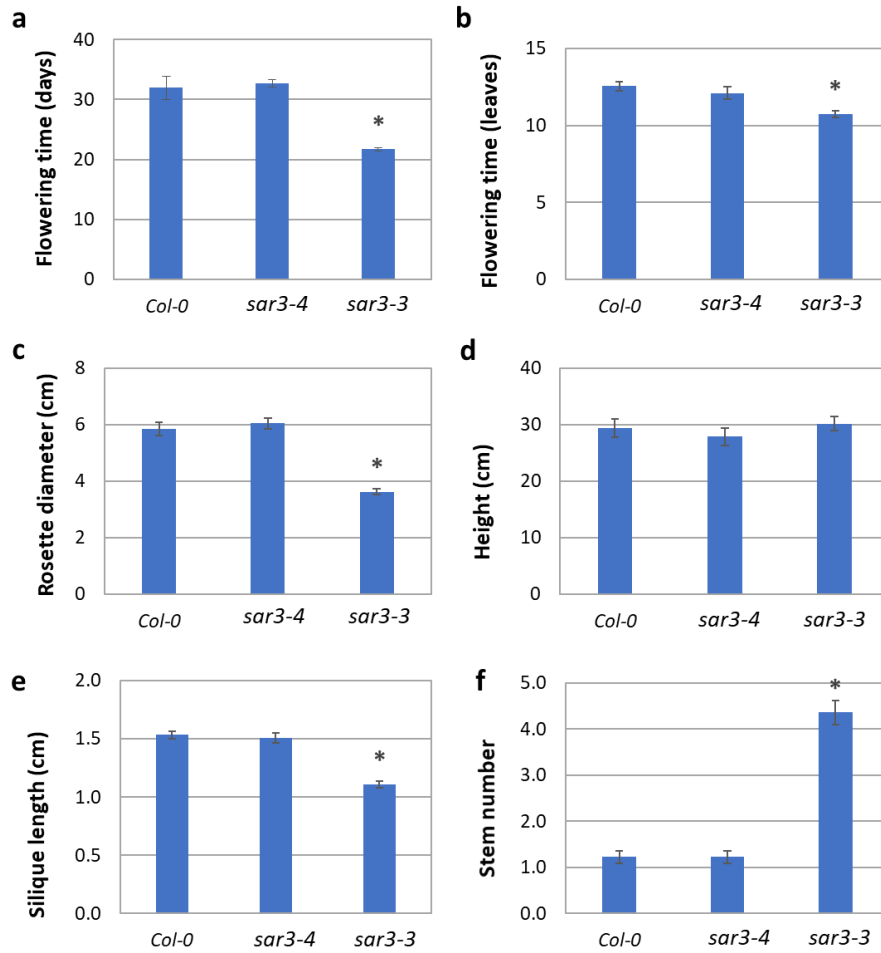 a
Flowering time (days)
40
30
20
10
0
*
Col-0 sar3-4 sar3-3
b
Flowering time (leaves)
15
10
5
0
*
Col-0 sar3-4 sar3-3
c
Rosette diameter (cm)
8
6
4
2
0
*
Col-0 sar3-4 sar3-3
d
Height (cm)
40
30
20
10
0
Col-0 sar3-4 sar3-3
e
Silique length (cm)
2.0
1.5
1.0
0.5
0.0
*
Col-0 sar3-4 sar3-3
f
Stem number
5.0
4.0
3.0
2.0
1.0
0.0
*
Col-0 sar3-4 sar3-3